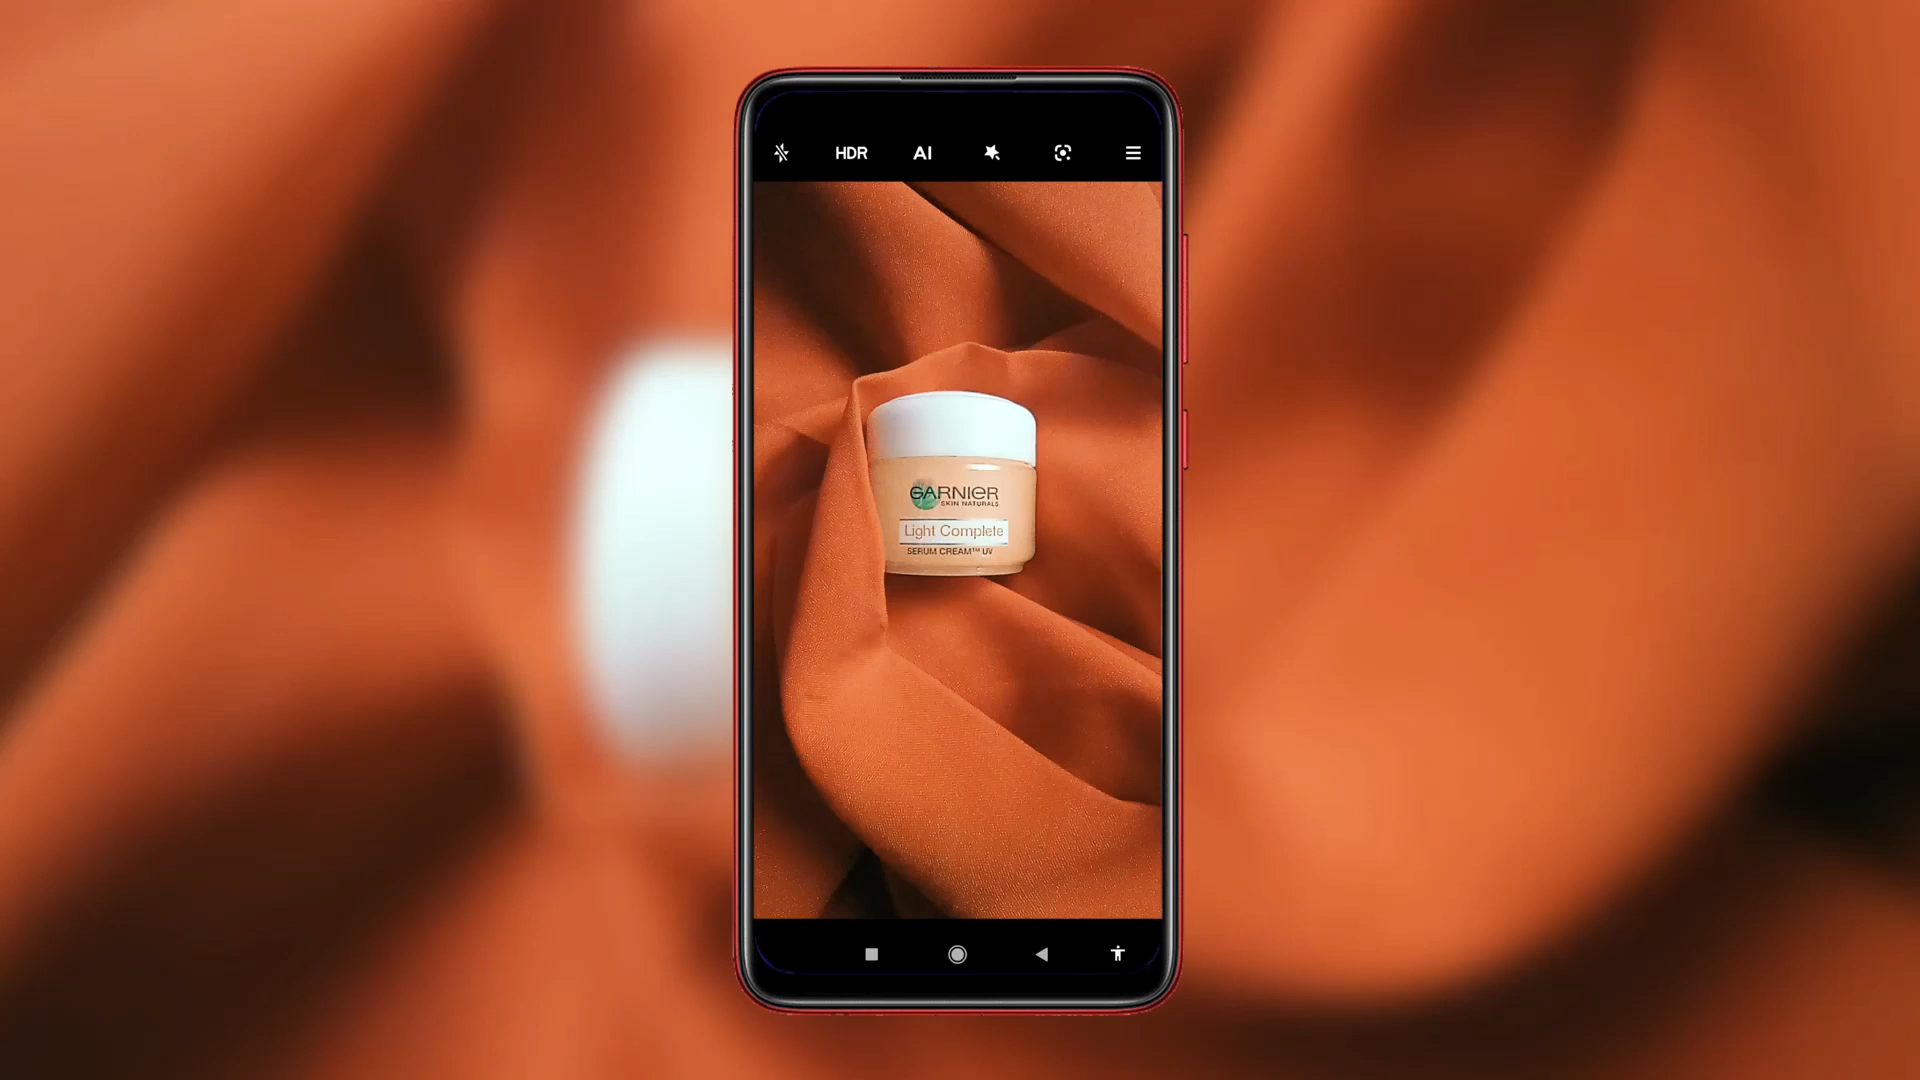 HDR AI
GARNIER
SKIN NATURALS
Light Complete
SERUM CREAM™ UV